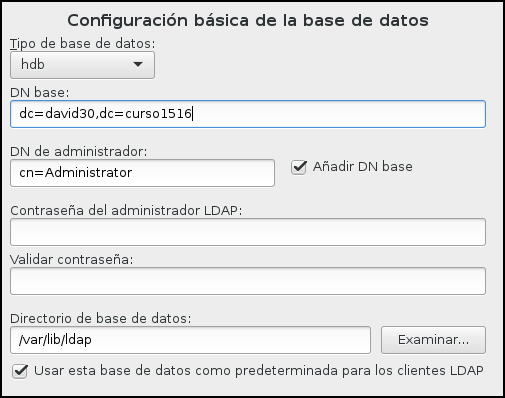 Configuración básica de la base de datos
Tipo de base de datos:
hdb
DN base:
dc=david30,dc=curso1516
DN de administrador:
cn=Administrator
Añadir DN base
Contraseña del administrador LDAP:
Validar contraseña:
Directorio de base de datos:
/var/lib/ldap
Examinar...
Usar esta base de datos como predeterminada para los clientes LDAP